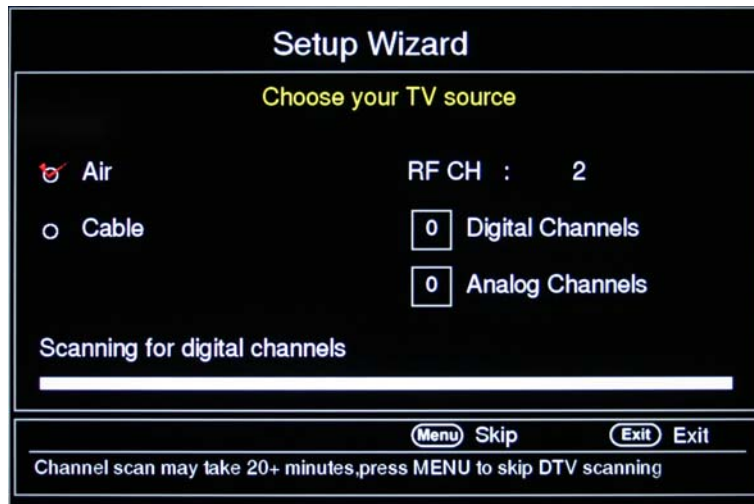 Setup Wizard
Choose your TV source
Air
RF CH : 2
Cable
0 Digital Channels
0 Analog Channels
Scanning for digital channels
Menu Skip
Exit Exit
Channel scan may take 20+ minutes,press MENU to skip DTV scanning